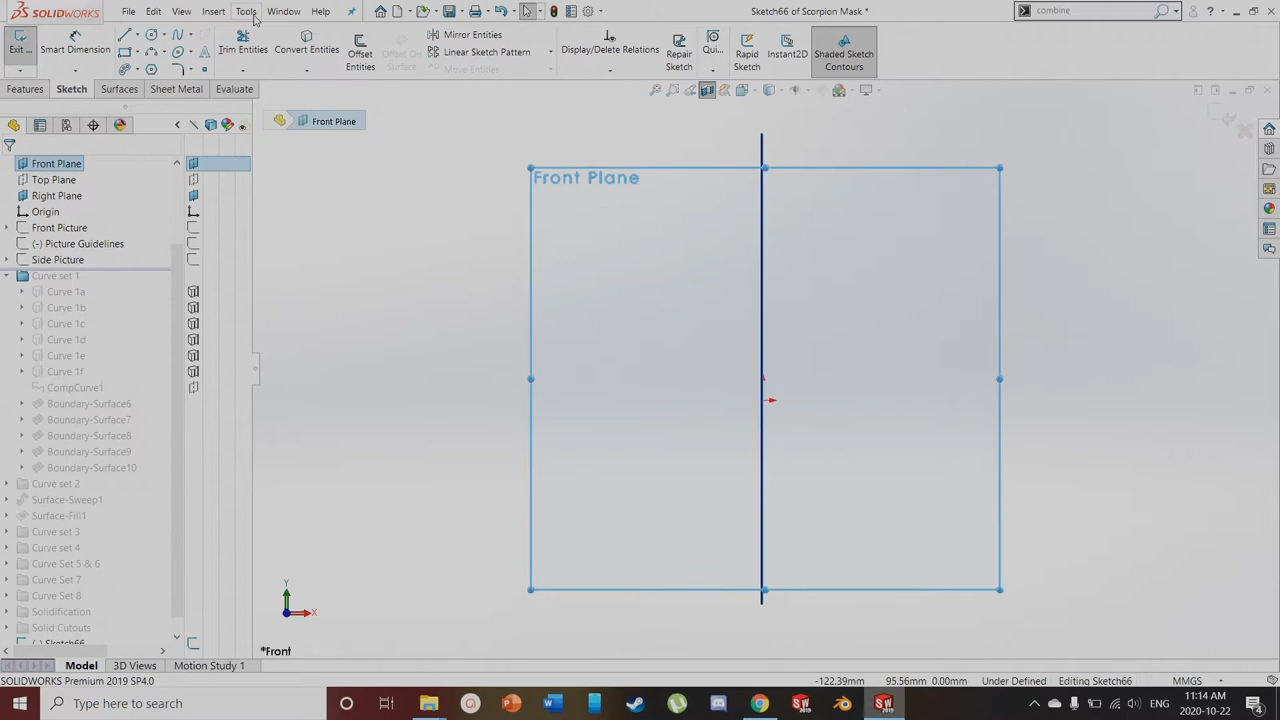 SOLIDWORKS File Edit View Insert Tools Window Help Sketch66 of Scorpion Mask * combine
Exit ... Smart Dimension Trim Entities Convert Entities Offset Entities Offset On Surface Mirror Entities Linear Sketch Pattern Move Entities Display/Delete Relations Repair Sketch Qui... Rapid Sketch Instant2D Shaded Sketch Contours
Features Sketch Surfaces Sheet Metal Evaluate
Front Plane
Front Plane
Top Plane
Right Plane
Origin
Front Picture
(-) Picture Guidelines
Side Picture
Curve set 1
Curve 1a
Curve 1b
Curve 1c
Curve 1d
Curve 1e
Curve 1f
CompCurve1
Boundary-Surface6
Boundary-Surface7
Boundary-Surface8
Boundary-Surface9
Boundary-Surface10
Curve set 2
Surface-Sweep1
Surface-Fill1
Curve set 3
Curve set 4
Curve Set 5 & 6
Curve Set 7
Curve Set 8
Solidification
Solid Cutouts
(-) Sketch66
Front Plane
Y
X
*Front
Model 3D Views Motion Study 1
SOLIDWORKS Premium 2019 SP4.0 -122.39mm 95.56mm 0.00mm Under Defined Editing Sketch66 MMGS
Type here to search ENG 11:14 AM
2020-10-22